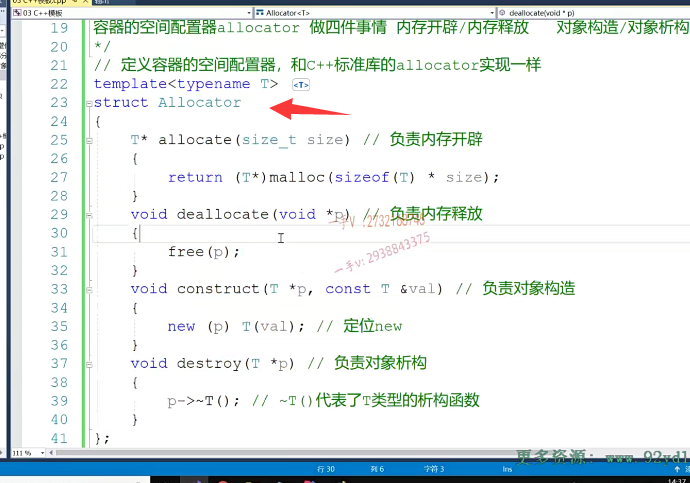 03 C++模板.cpp
03 C++模板
Allocator<T>
deallocate(void * p)
19 容器的空间配置器allocator 做四件事情 内存开辟/内存释放 对象构造/对象析构
20 */
21 // 定义容器的空间配置器，和C++标准库的allocator实现一样
22 template<typename T> <T>
23 struct Allocator
24 {
25 T* allocate(size_t size) // 负责内存开辟
26 {
27 return (T*)malloc(sizeof(T) * size);
28 }
29 void deallocate(void *p) // 负责内存释放
30 {
31 free(p);
32 }
33 void construct(T *p, const T &val) // 负责对象构造
34 {
35 new (p) T(val); // 定位new
36 }
37 void destroy(T *p) // 负责对象析构
38 {
39 p->~T(); // ~T()代表了T类型的析构函数
40 }
41 };
一手v:2938843375
111 %
更多资源：www.92vd1
行 30 列 6 字符 3 Ins
14:37